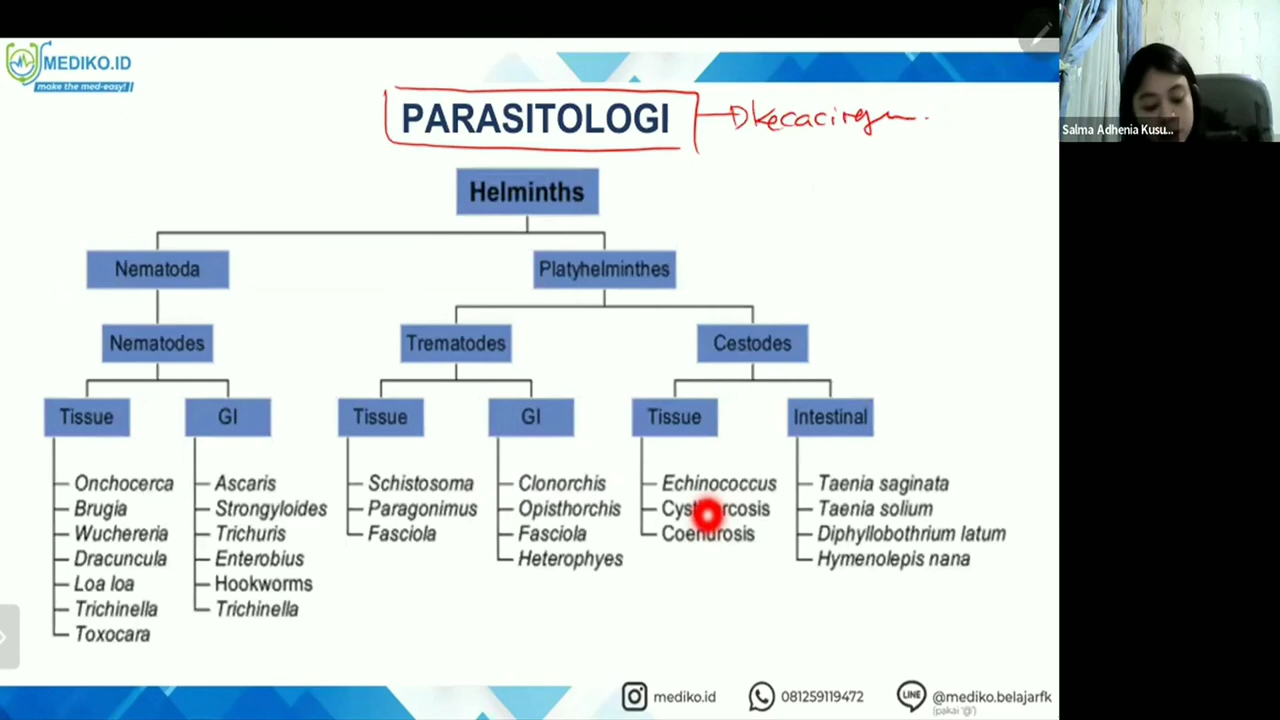 MEDIKO.ID
make the med-easy!
PARASITOLOGI
Salma Adhenia Kusu...
Helminths
Nematoda
Platyhelminthes
Nematodes
Trematodes
Cestodes
Tissue
GI
Tissue
GI
Tissue
Intestinal
Onchocerca
Brugia
Wuchereria
Dracuncula
Loa loa
Trichinella
Toxocara
Ascaris
Strongyloides
Trichuris
Enterobius
Hookworms
Trichinella
Schistosoma
Paragonimus
Fasciola
Clonorchis
Opisthorchis
Fasciola
Heterophyes
Echinococcus
Coenurosis
Taenia saginata
Taenia solium
Diphyllobothrium latum
Hymenolepis nana
mediko.id
081259119472
LINE
@mediko.belajarfk
(pakai '@')